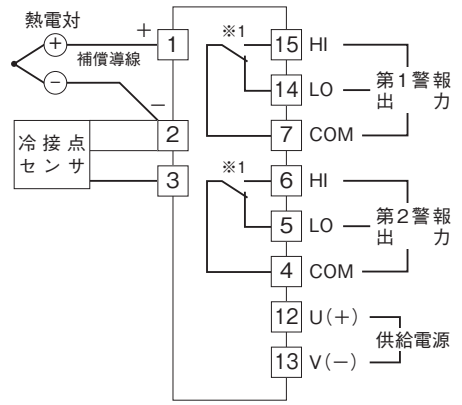 熱電対
+
−
補償導線
+
−
冷接点
センサ
1
2
3
※1
15 HI
14 LO
7 COM
第1警報
出力
※1
6 HI
5 LO
4 COM
第2警報
出力
12 U(+)
13 V(−)
供給電源